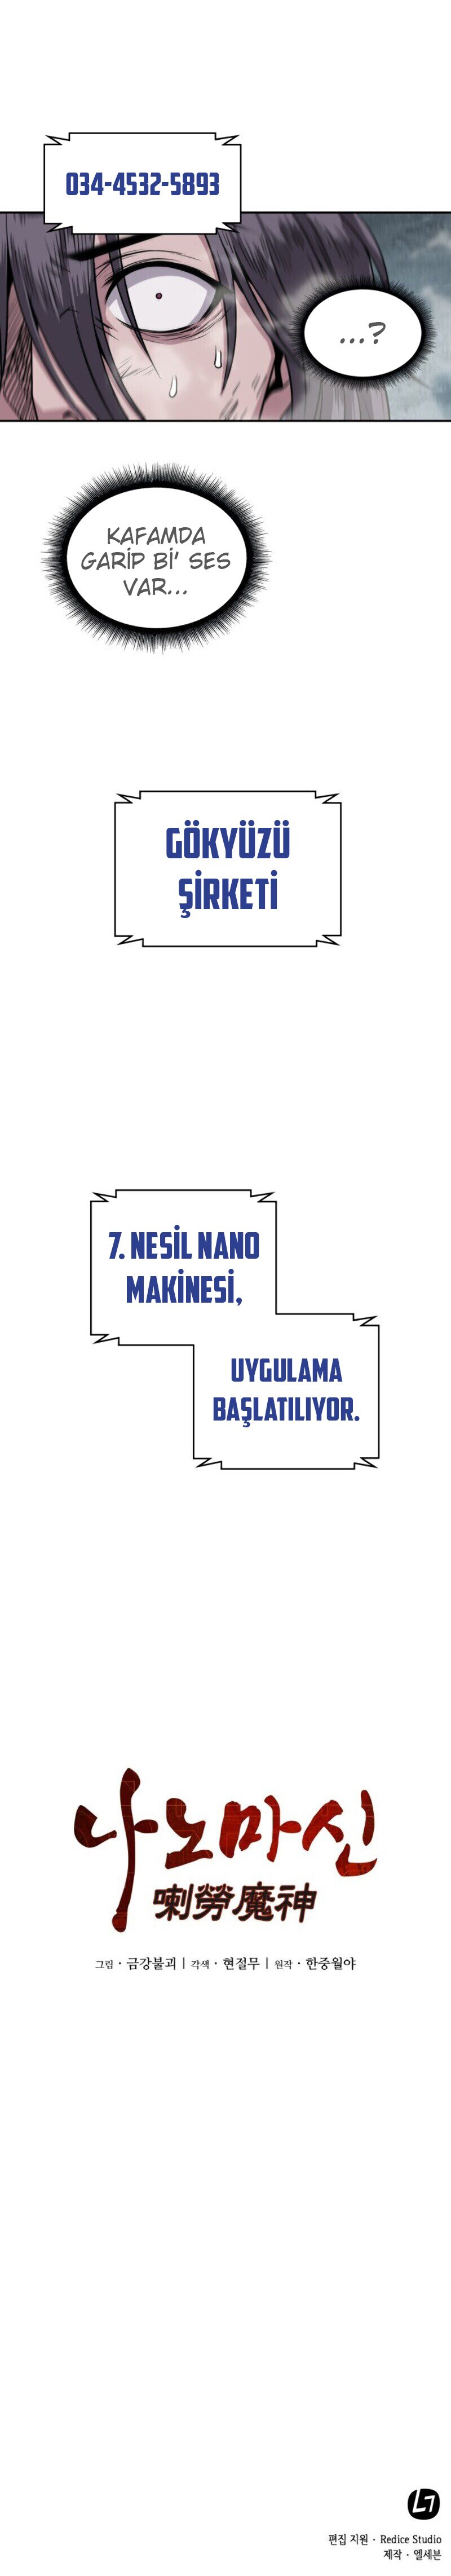 034-4532-5893
...?
KAFAMDA
GARİP Bİ' SES
VAR...
GÖKYÜZÜ
ŞİRKETİ
7. NESİL NANO
MAKİNESİ,
UYGULAMA
BAŞLATILIYOR.
나노마신
喇勞魔神
그림 · 금강불괴 | 각색 · 현절무 | 원작 · 한중월야
편집 지원 · Redice Studio
제작 · 엘세븐